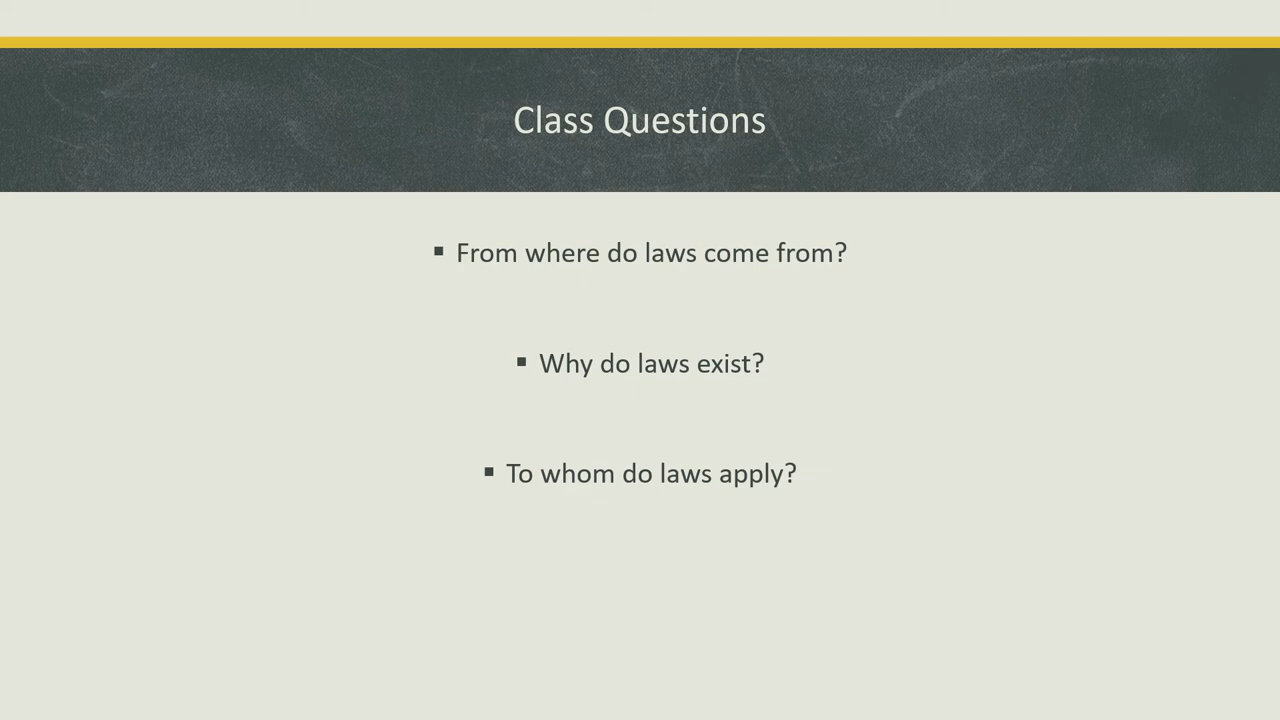 Class Questions
▪ From where do laws come from?
▪ Why do laws exist?
▪ To whom do laws apply?